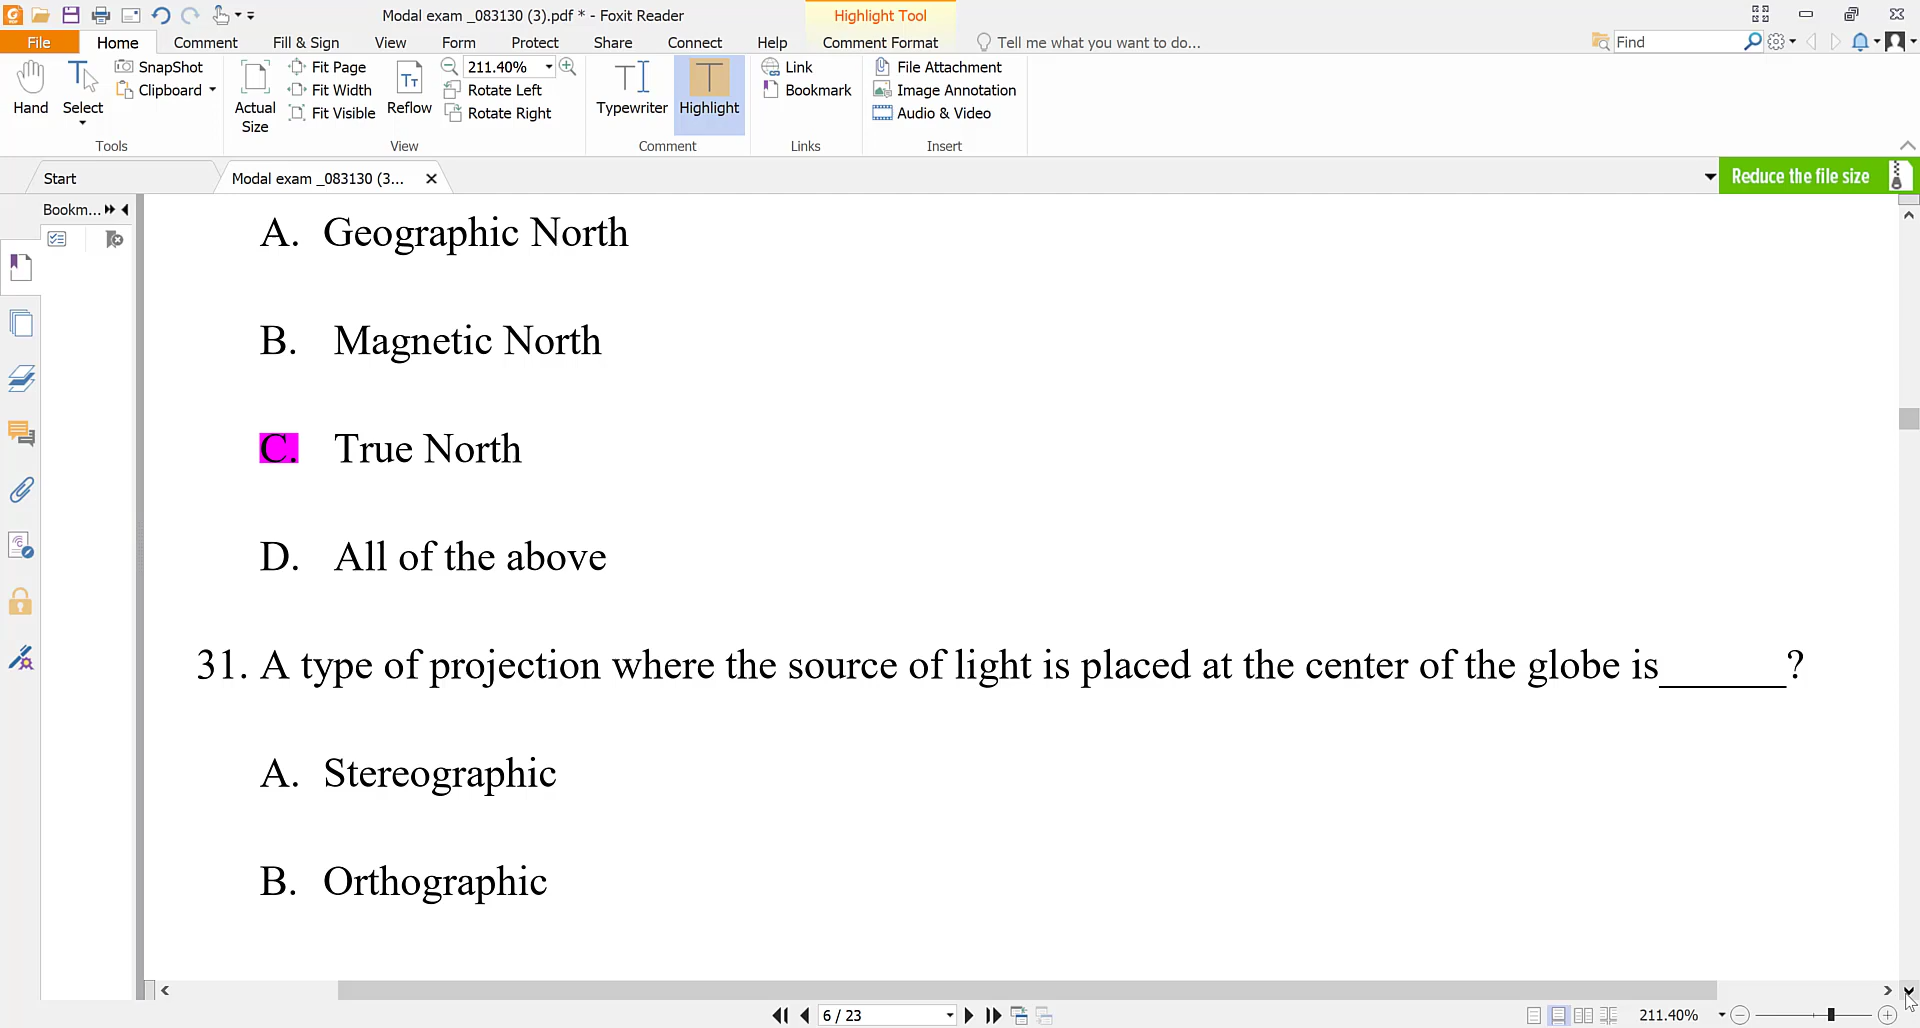 Modal exam _083130 (3).pdf * - Foxit Reader
Highlight Tool
File
Home
Comment
Fill & Sign
View
Form
Protect
Share
Connect
Help
Comment Format
Tell me what you want to do...
Find
Hand
Select
SnapShot
Clipboard
Actual
Size
Fit Page
Fit Width
Fit Visible
Reflow
211.40%
Rotate Left
Rotate Right
Typewriter
Highlight
Link
Bookmark
File Attachment
Image Annotation
Audio & Video
Tools
View
Comment
Links
Insert
Start
Modal exam _083130 (3...
Reduce the file size
Bookm...
A. Geographic North
B. Magnetic North
C. True North
D. All of the above
31. A type of projection where the source of light is placed at the center of the globe is______?
A. Stereographic
B. Orthographic
6 / 23
211.40%